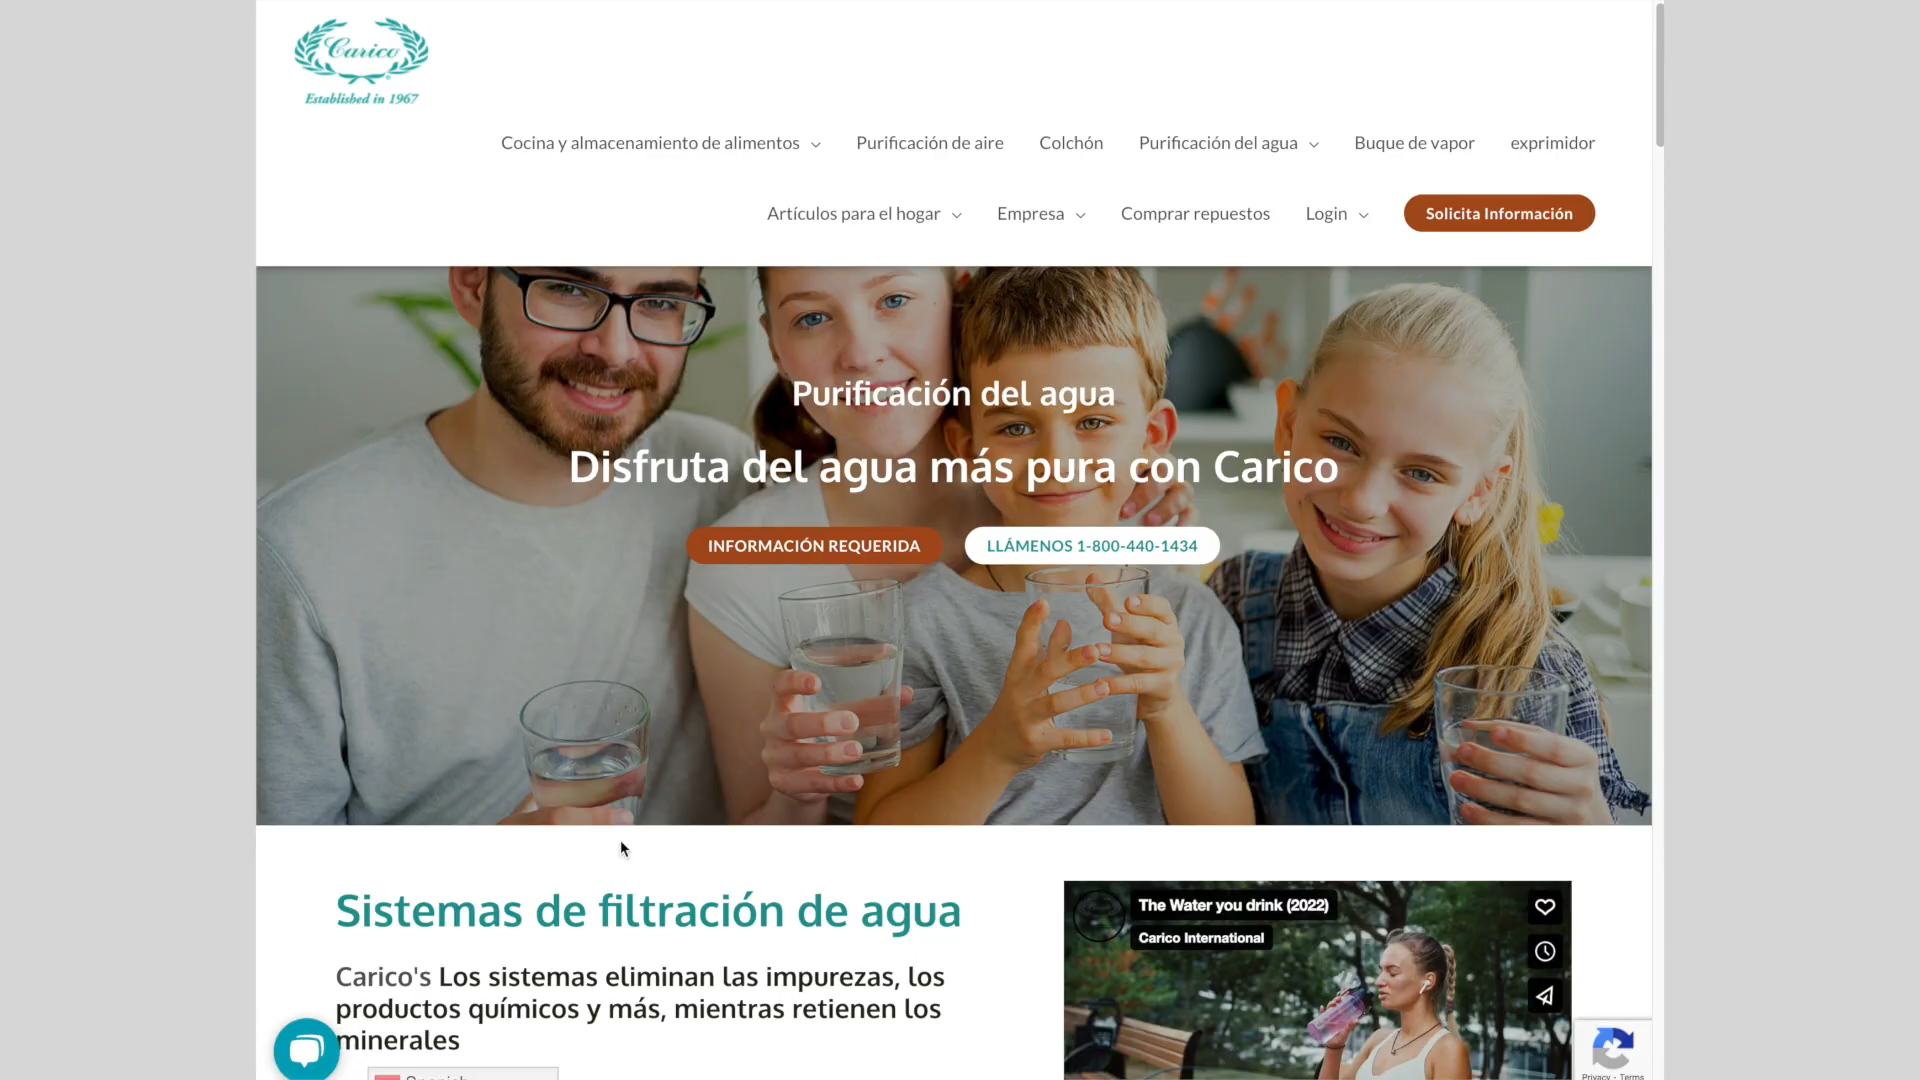 Carico
Established in 1967
Cocina y almacenamiento de alimentos
Purificación de aire
Colchón
Purificación del agua
Buque de vapor
exprimidor
Artículos para el hogar
Empresa
Comprar repuestos
Login
Solicita Información
Purificación del agua
Disfruta del agua más pura con Carico
INFORMACIÓN REQUERIDA
LLÁMENOS 1-800-440-1434
Sistemas de filtración de agua
Carico's Los sistemas eliminan las impurezas, los
productos químicos y más, mientras retienen los
minerales
The Water you drink (2022)
Carico International
Spanish
Privacy - Terms